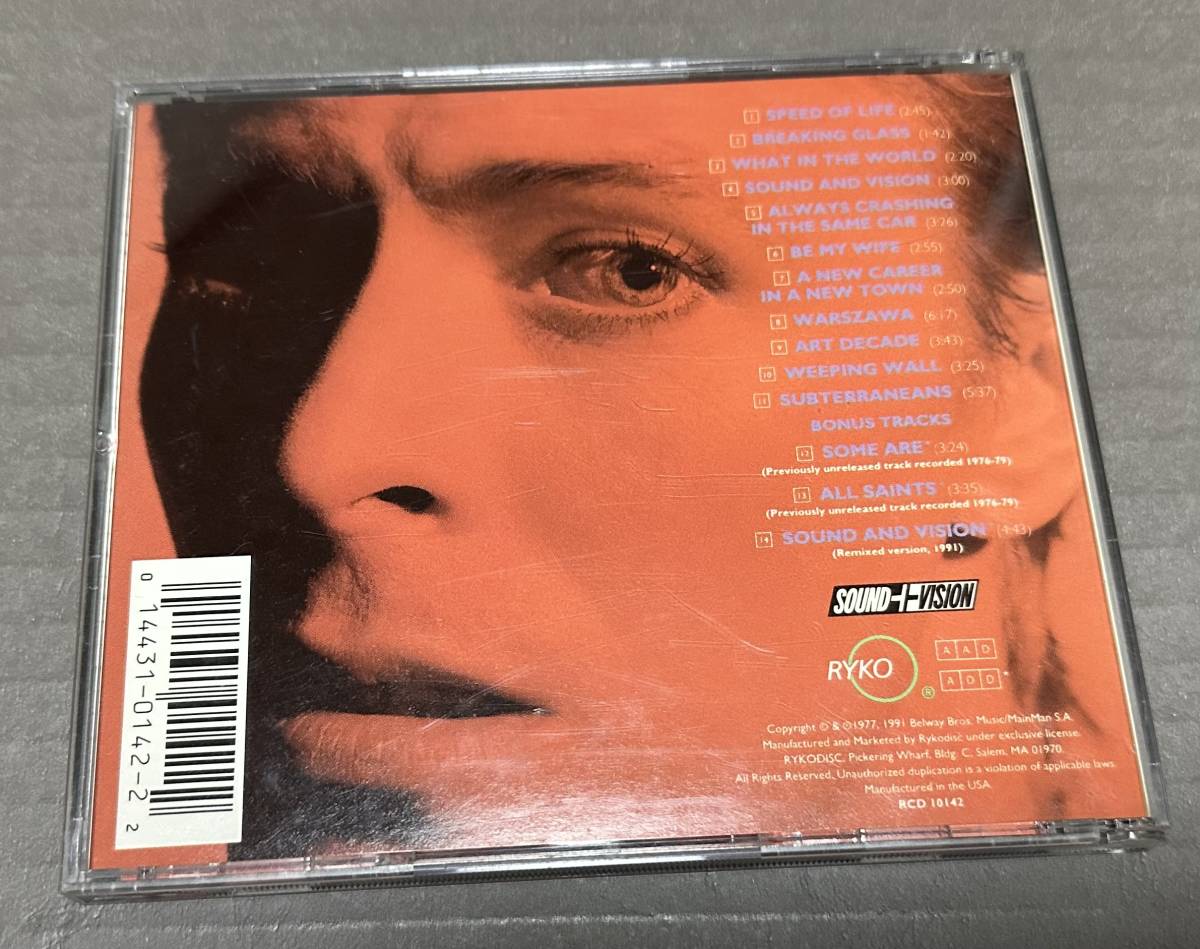 1 SPEED OF LIFE (2:45)
2 BREAKING GLASS (1:42)
3 WHAT IN THE WORLD (2:20)
4 SOUND AND VISION (3:00)
5 ALWAYS CRASHING
IN THE SAME CAR (3:26)
6 BE MY WIFE (2:55)
7 A NEW CAREER
IN A NEW TOWN (2:50)
8 WARSZAWA (6:17)
9 ART DECADE (3:43)
10 WEEPING WALL (3:25)
11 SUBTERRANEANS (5:37)
BONUS TRACKS
12 SOME ARE* (3:24)
(Previously unreleased track recorded 1976-79)
13 ALL SAINTS* (3:35)
(Previously unreleased track recorded 1976-79)
14 SOUND AND VISION* (4:43)
(Remixed version, 1991)
SOUND+VISION
RYKO ®
AAD
ADD*
Copyright © & ℗1977, 1991 Belway Bros. Music/MainMan S.A.
Manufactured and Marketed by Rykodisc under exclusive license.
RYKODISC, Pickering Wharf, Bldg. C, Salem, MA 01970.
All Rights Reserved. Unauthorized duplication is a violation of applicable laws.
Manufactured in the USA
RCD 10142
0 14431-0142-2 2